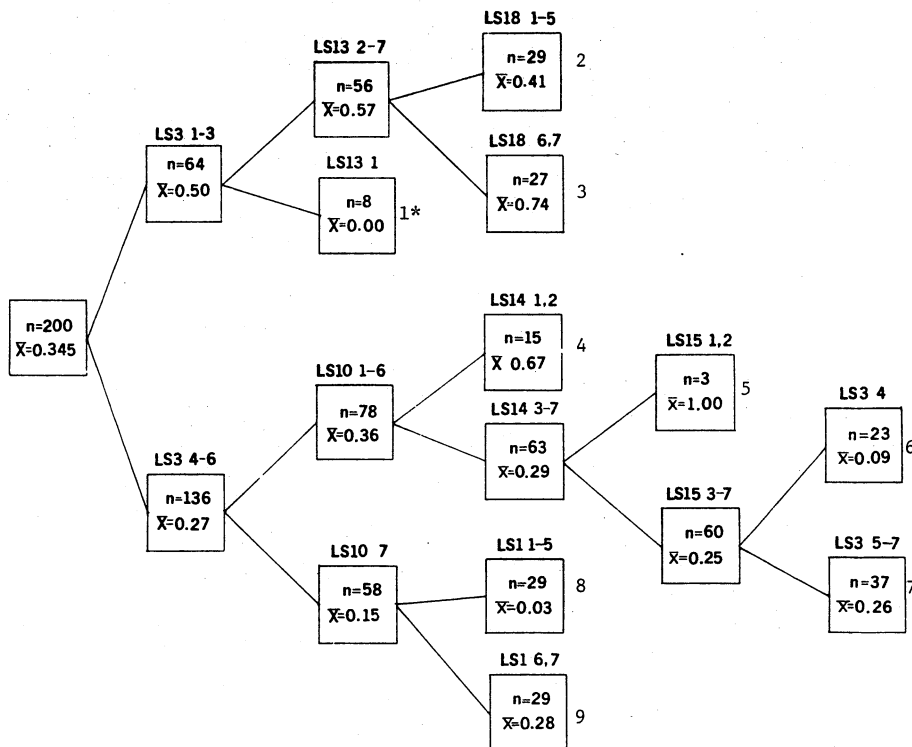 LS18 1-5
n=29
X̅=0.41
2
LS13 2-7
n=56
X̅=0.57
LS18 6,7
n=27
X̅=0.74
3
LS3 1-3
n=64
X̅=0.50
LS13 1
n=8
X̅=0.00
1*
n=200
X̅=0.345
LS14 1,2
n=15
X 0.67
4
LS10 1-6
n=78
X̅=0.36
LS14 3-7
n=63
X̅=0.29
LS15 1,2
n=3
x̅=1.00
5
LS3 4
n=23
x̅=0.09
6
LS3 4-6
n=136
X̅=0.27
LS15 3-7
n=60
X̅=0.25
LS3 5-7
n=37
X̅=0.26
7
LS10 7
n=58
X̅=0.15
LS1 1-5
n=29
X̅=0.03
8
LS1 6,7
n=29
X̅=0.28
9